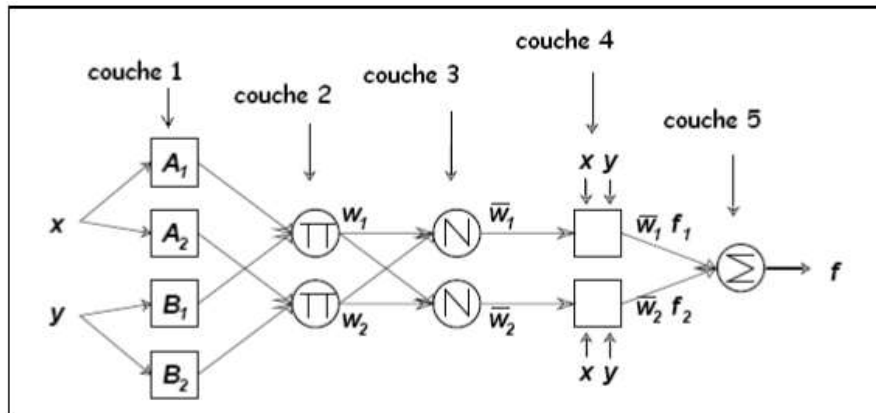 couche 1
couche 2
couche 3
couche 4
couche 5
x y
A₁
x
A₂
y
B₁
B₂
Π
w₁
Π
w₂
N
w̅₁
N
w̅₂
w̅₁ f₁
w̅₂ f₂
Σ
f
x y